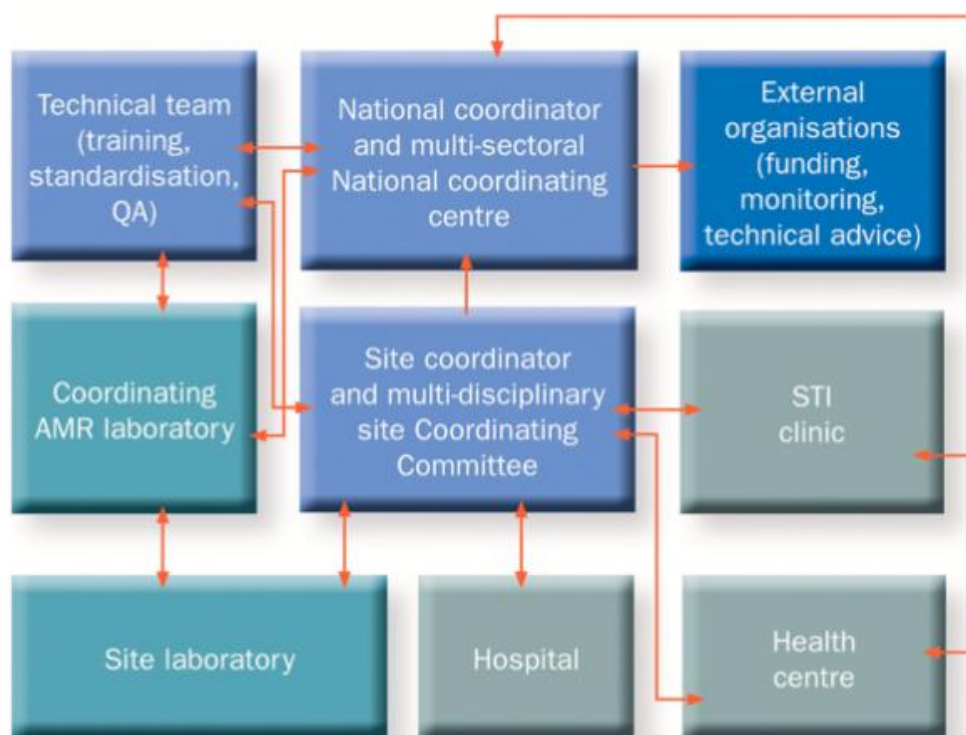 Technical team
(training,
standardisation,
QA)
National coordinator
and multi-sectoral
National coordinating
centre
External
organisations
(funding,
monitoring,
technical advice)
Coordinating
AMR laboratory
Site coordinator
and multi-disciplinary
site Coordinating
Committee
STI
clinic
Site laboratory
Hospital
Health
centre